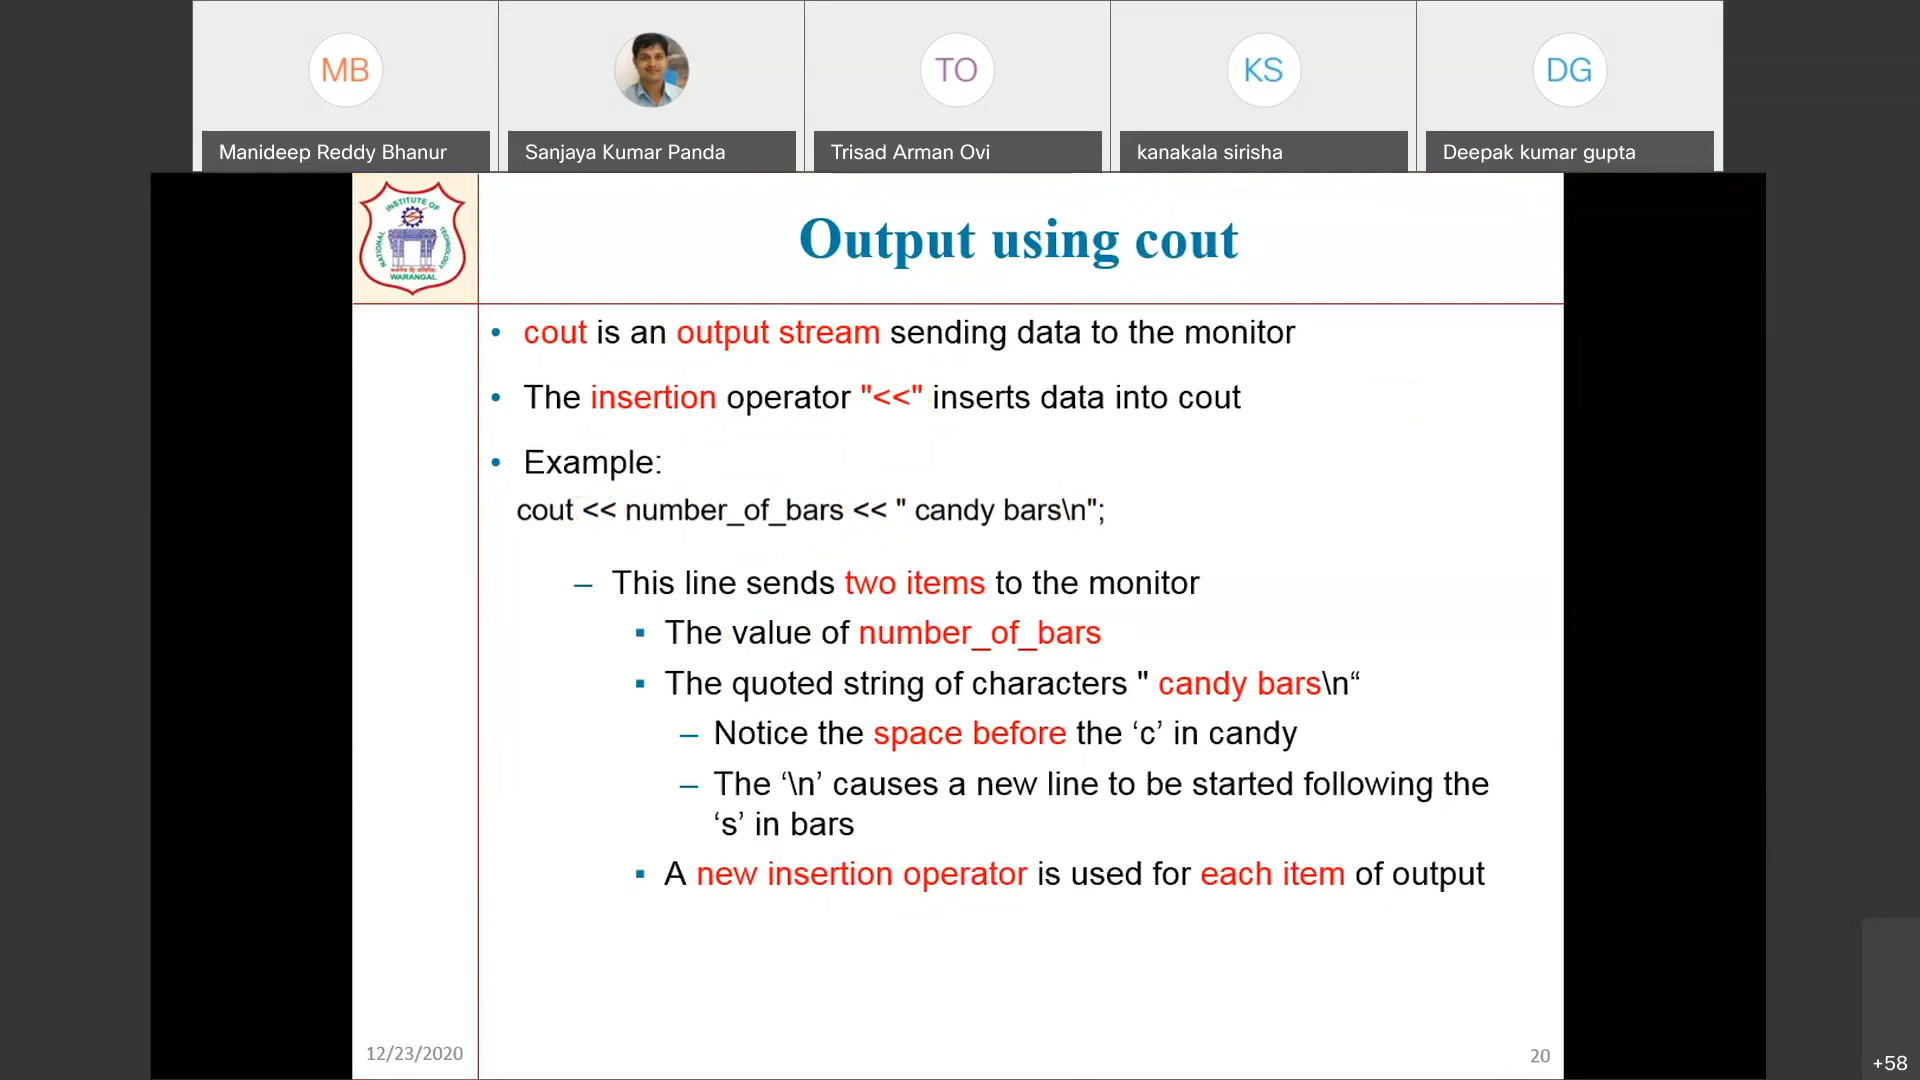 MB
TO
KS
DG
Manideep Reddy Bhanur
Sanjaya Kumar Panda
Trisad Arman Ovi
kanakala sirisha
Deepak kumar gupta
INSTITUTE OF
NATIONAL
TECHNOLOGY
WARANGAL
Output using cout
• cout is an output stream sending data to the monitor
• The insertion operator "<<" inserts data into cout
• Example:
cout << number_of_bars << " candy bars\n";
– This line sends two items to the monitor
▪ The value of number_of_bars
▪ The quoted string of characters " candy bars\n“
– Notice the space before the ‘c’ in candy
– The ‘\n’ causes a new line to be started following the
‘s’ in bars
▪ A new insertion operator is used for each item of output
12/23/2020
20
+58